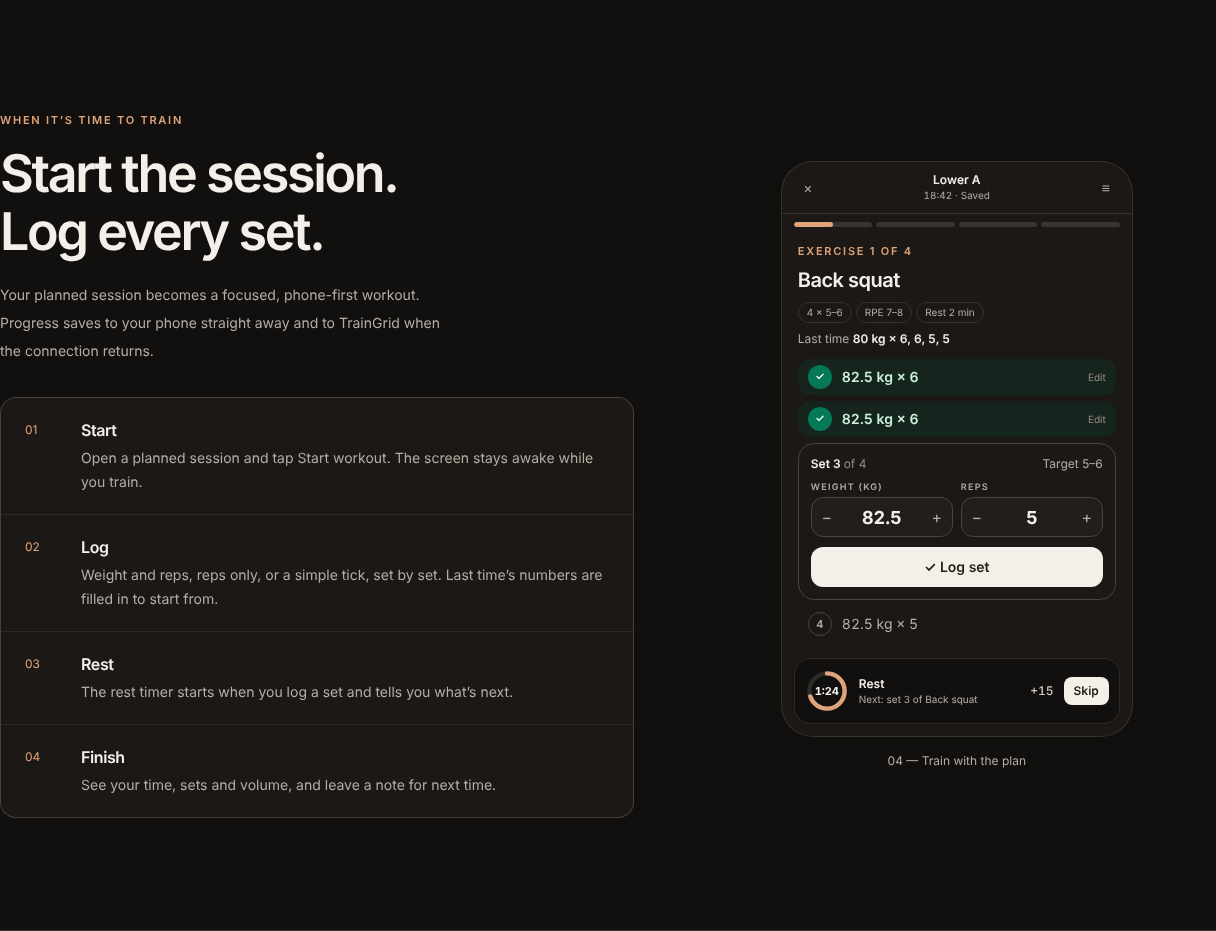 WHEN IT’S TIME TO TRAIN
Start the session.
Log every set.
Your planned session becomes a focused, phone-first workout.
Progress saves to your phone straight away and to TrainGrid when
the connection returns.
01
Start
Open a planned session and tap Start workout. The screen stays awake while
you train.
02
Log
Weight and reps, reps only, or a simple tick, set by set. Last time’s numbers are
filled in to start from.
03
Rest
The rest timer starts when you log a set and tells you what’s next.
04
Finish
See your time, sets and volume, and leave a note for next time.
× Lower A ≡
18:42 · Saved
EXERCISE 1 OF 4
Back squat
4 × 5–6 RPE 7–8 Rest 2 min
Last time 80 kg × 6, 6, 5, 5
✓ 82.5 kg × 6 Edit
✓ 82.5 kg × 6 Edit
Set 3 of 4 Target 5–6
WEIGHT (KG) REPS
− 82.5 + − 5 +
✓ Log set
4 82.5 kg × 5
1:24 Rest +15 Skip
Next: set 3 of Back squat
04 — Train with the plan